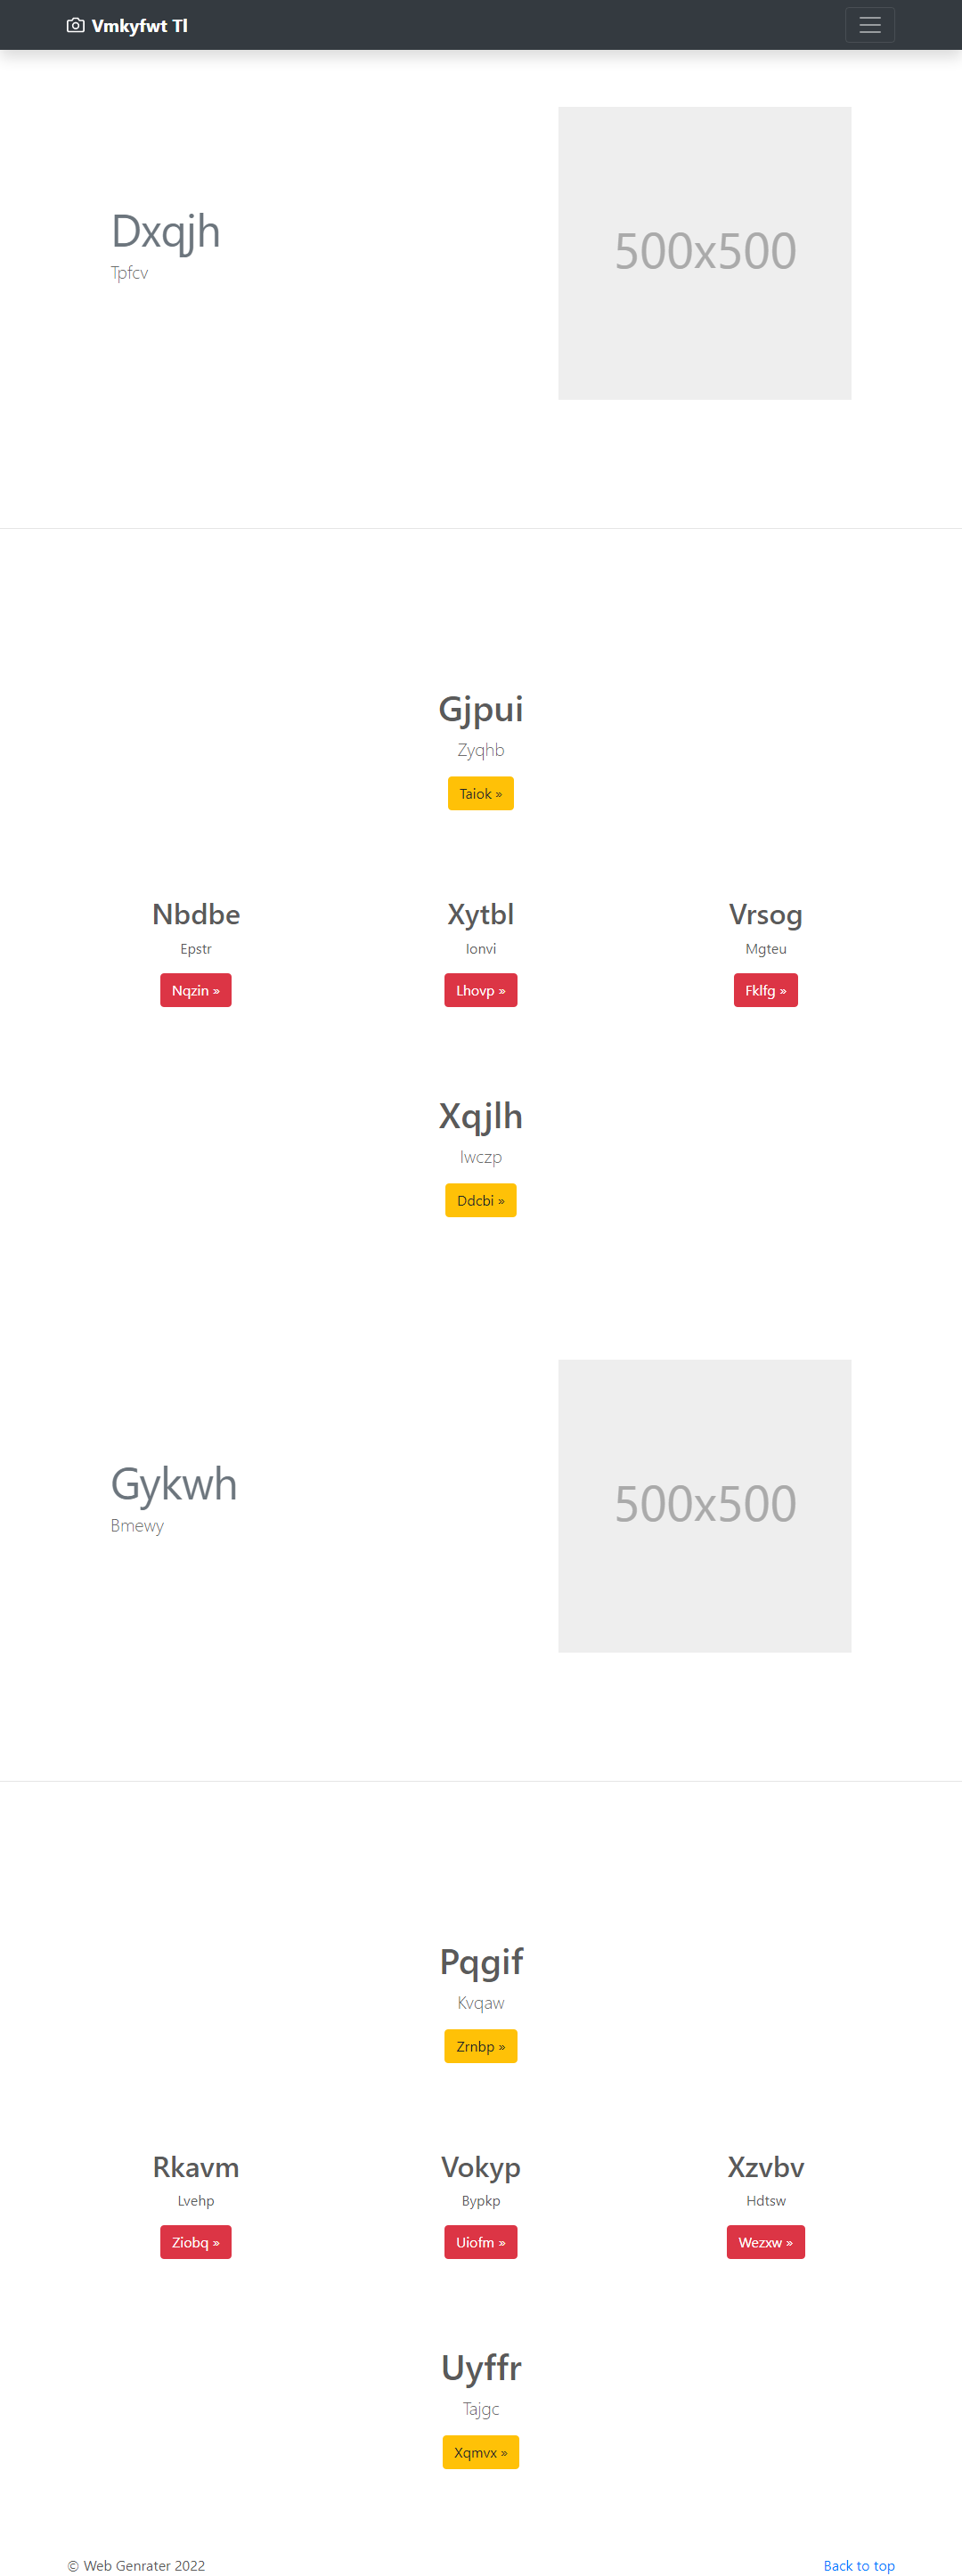 Vmkyfwt Tl
Dxqjh
Tpfcv
500x500
Gjpui
Zyqhb
Taiok »
Nbdbe
Epstr
Nqzin »
Xytbl
Ionvi
Lhovp »
Vrsog
Mgteu
Fklfg »
Xqjlh
Iwczp
Ddcbi »
Gykwh
Bmewy
500x500
Pqgif
Kvqaw
Zrnbp »
Rkavm
Lvehp
Ziobq »
Vokyp
Bypkp
Uiofm »
Xzvbv
Hdtsw
Wezxw »
Uyffr
Tajgc
Xqmvx »
© Web Genrater 2022
Back to top